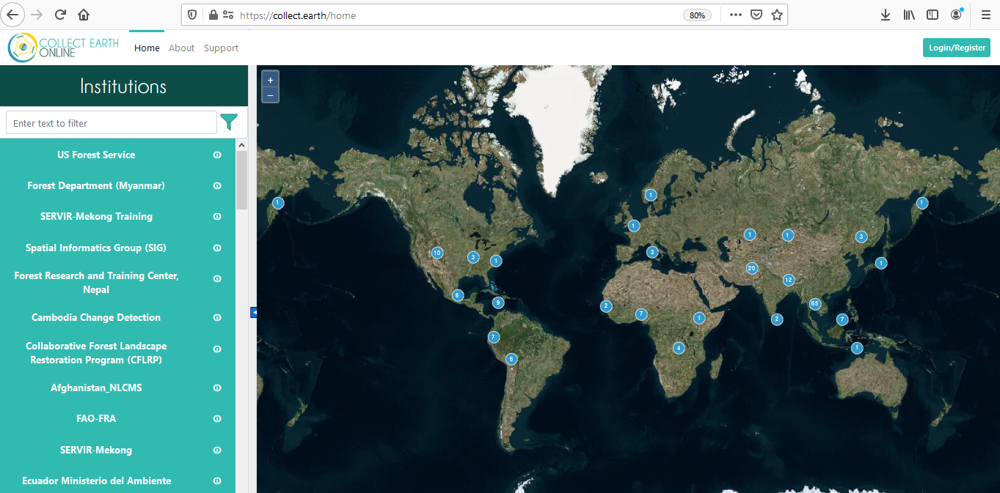 https://collect.earth/home
80%
COLLECT EARTH
ONLINE
Home
About
Support
Login/Register
Institutions
Enter text to filter
US Forest Service
Forest Department (Myanmar)
SERVIR-Mekong Training
Spatial Informatics Group (SIG)
Forest Research and Training Center,
Nepal
Cambodia Change Detection
Collaborative Forest Landscape
Restoration Program (CFLRP)
Afghanistan_NLCMS
FAO-FRA
SERVIR-Mekong
Ecuador Ministerio del Ambiente
+
−
1
1
1
1
1
1
3
10
3
1
3
1
20
12
6
9
2
7
1
65
2
7
7
4
1
6